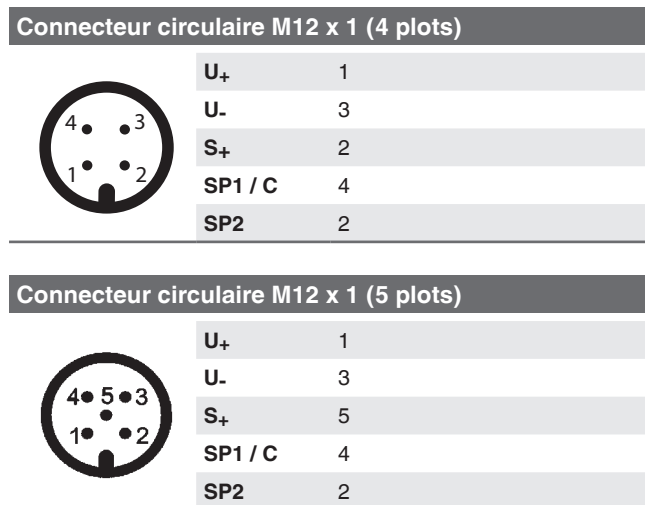 Connecteur circulaire M12 x 1 (4 plots)
U+ 1
U- 3
S+ 2
SP1 / C 4
SP2 2
4 3
1 2
Connecteur circulaire M12 x 1 (5 plots)
U+ 1
U- 3
S+ 5
SP1 / C 4
SP2 2
4 5 3
1 2